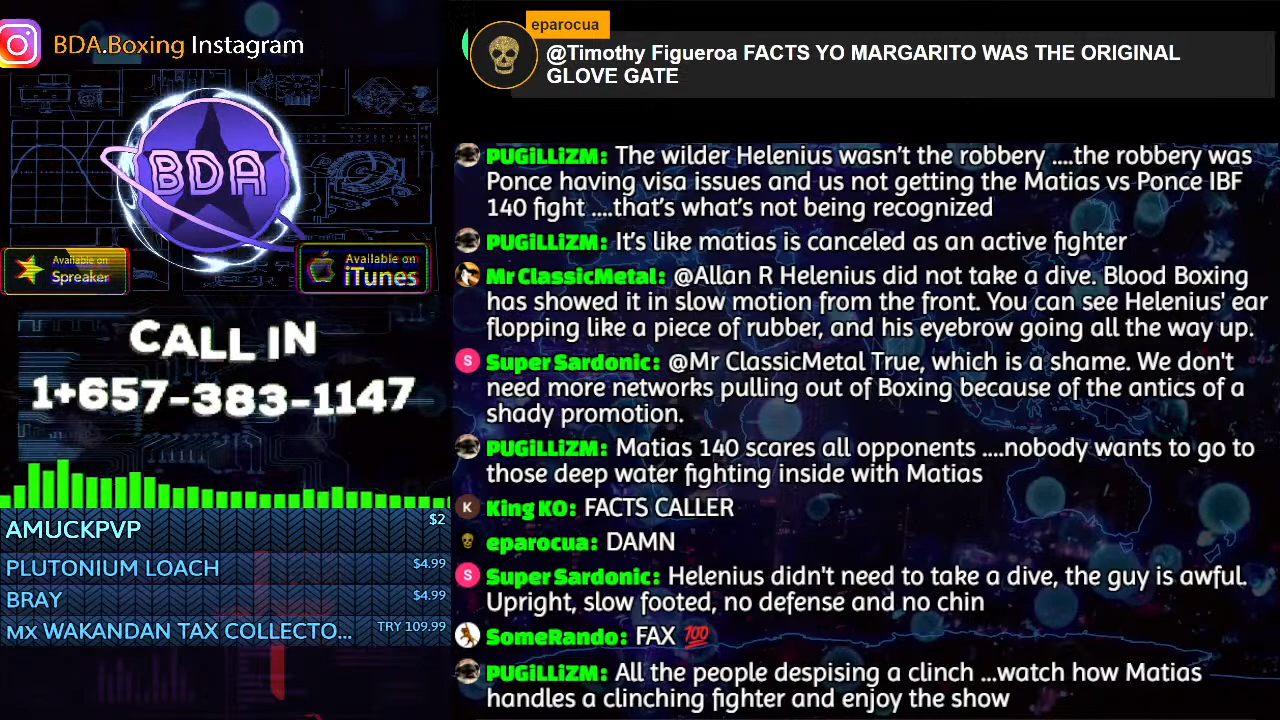 BDA.Boxing Instagram
BDA
Available on
Spreaker
Available on
iTunes
CALL IN
1+657-383-1147
AMUCKPVP $2
PLUTONIUM LOACH $4.99
BRAY $4.99
MX WAKANDAN TAX COLLECTO... TRY 109.99
eparocua
@Timothy Figueroa FACTS YO MARGARITO WAS THE ORIGINAL
GLOVE GATE
PUGiLLiZM: The wilder Helenius wasn't the robbery ....the robbery was
Ponce having visa issues and us not getting the Matias vs Ponce IBF
140 fight ....that's what's not being recognized
PUGiLLiZM: It's like matias is canceled as an active fighter
Mr ClassicMetal: @Allan R Helenius did not take a dive. Blood Boxing
has showed it in slow motion from the front. You can see Helenius' ear
flopping like a piece of rubber, and his eyebrow going all the way up.
S Super Sardonic: @Mr ClassicMetal True, which is a shame. We don't
need more networks pulling out of Boxing because of the antics of a
shady promotion.
PUGiLLiZM: Matias 140 scares all opponents ....nobody wants to go to
those deep water fighting inside with Matias
K King KO: FACTS CALLER
eparocua: DAMN
S Super Sardonic: Helenius didn't need to take a dive, the guy is awful.
Upright, slow footed, no defense and no chin
SomeRando: FAX 💯
PUGiLLiZM: All the people despising a clinch ...watch how Matias
handles a clinching fighter and enjoy the show